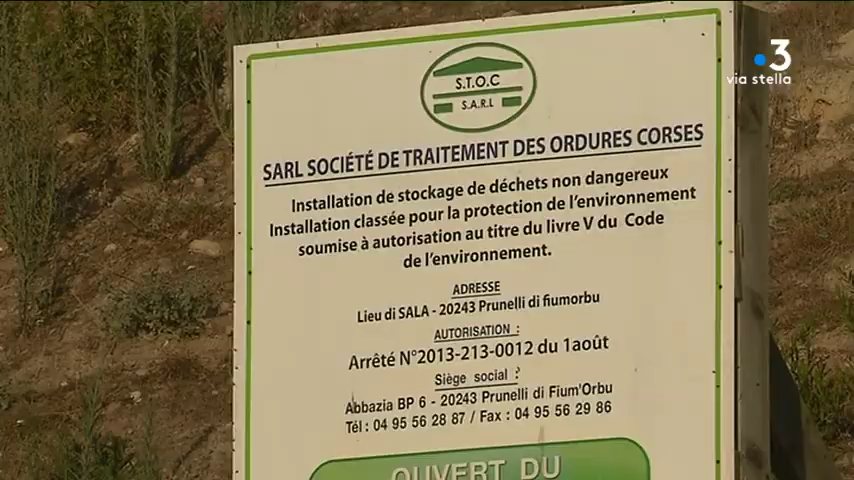 3
via stella
S.T.O.C
S.A.R.L
SARL SOCIÉTÉ DE TRAITEMENT DES ORDURES CORSES
Installation de stockage de déchets non dangereux
Installation classée pour la protection de l'environnement
soumise à autorisation au titre du livre V du Code
de l'environnement.
ADRESSE
Lieu di SALA - 20243 Prunelli di fiumorbu
AUTORISATION :
Arrêté N°2013-213-0012 du 1août
Siège social :
Abbazia BP 6 - 20243 Prunelli di Fium'Orbu
Tél : 04 95 56 28 87 / Fax : 04 95 56 29 86
OUVERT DU